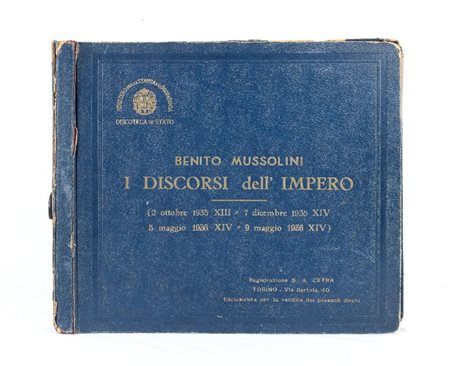 DISCOTECA DI STATO
BENITO MUSSOLINI
I DISCORSI dell' IMPERO
(2 ottobre 1935 XIII • 7 dicembre 1935 XIV
5 maggio 1936 XIV • 9 maggio 1936 XIV)
Registrazione S. A. CETRA
TORINO - Via Bertola, 40
Esclusivista per la vendita dei presenti dischi